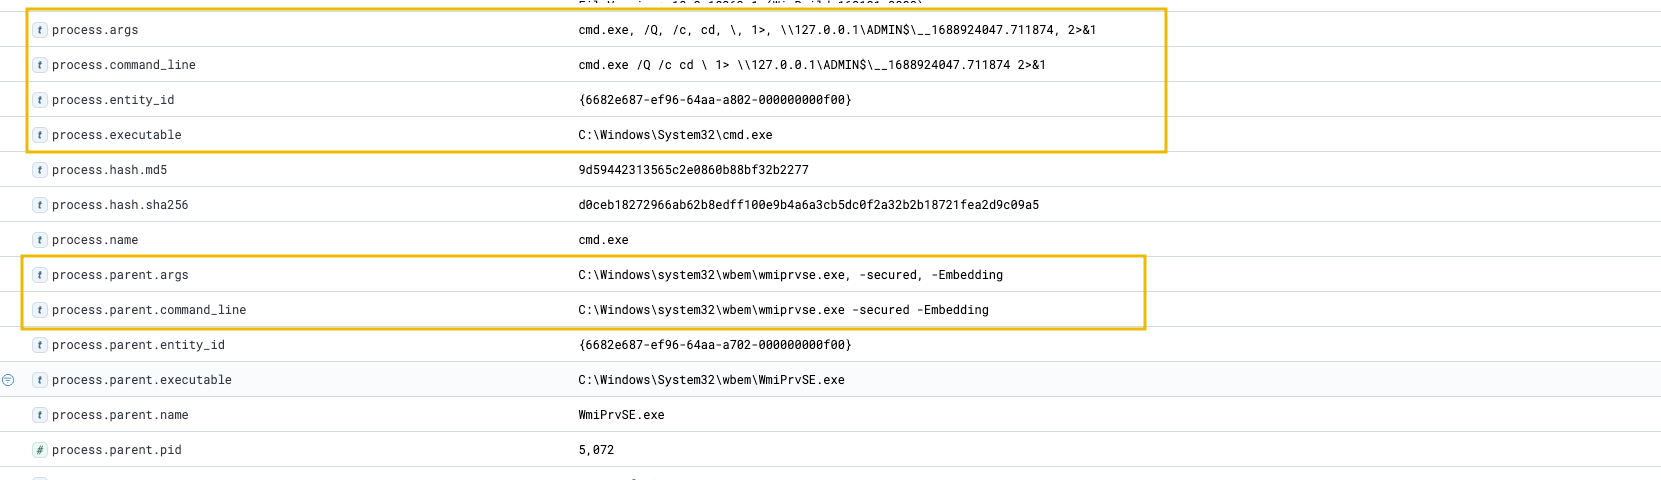 t process.args cmd.exe, /Q, /c, cd, \, 1>, \\127.0.0.1\ADMIN$\__1688924047.711874, 2>&1
t process.command_line cmd.exe /Q /c cd \ 1> \\127.0.0.1\ADMIN$\__1688924047.711874 2>&1
t process.entity_id {6682e687-ef96-64aa-a802-000000000f00}
t process.executable C:\Windows\System32\cmd.exe
t process.hash.md5 9d59442313565c2e0860b88bf32b2277
t process.hash.sha256 d0ceb18272966ab62b8edff100e9b4a6a3cb5dc0f2a32b2b18721fea2d9c09a5
t process.name cmd.exe
t process.parent.args C:\Windows\system32\wbem\wmiprvse.exe, -secured, -Embedding
t process.parent.command_line C:\Windows\system32\wbem\wmiprvse.exe -secured -Embedding
t process.parent.entity_id {6682e687-ef96-64aa-a702-000000000f00}
t process.parent.executable C:\Windows\System32\wbem\WmiPrvSE.exe
t process.parent.name WmiPrvSE.exe
# process.parent.pid 5,072